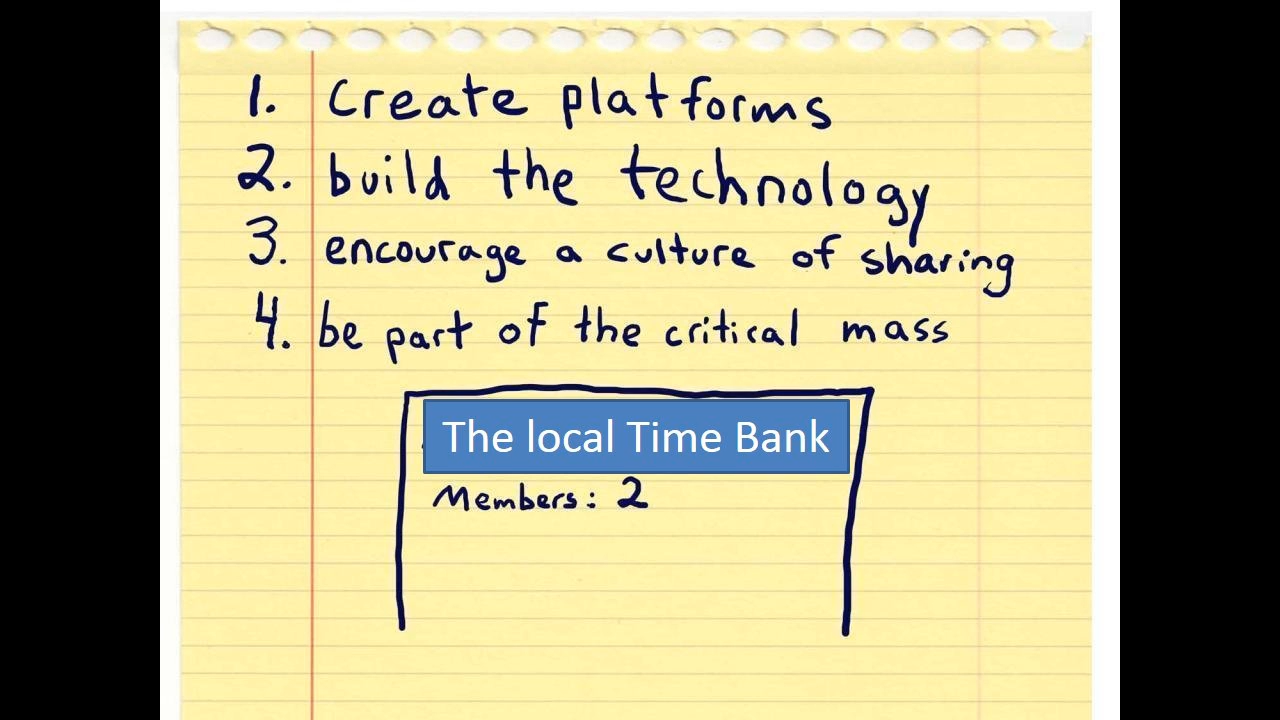 1. Create platforms
2. build the technology
3. encourage a culture of sharing
4. be part of the critical mass
The local Time Bank
Members: 2